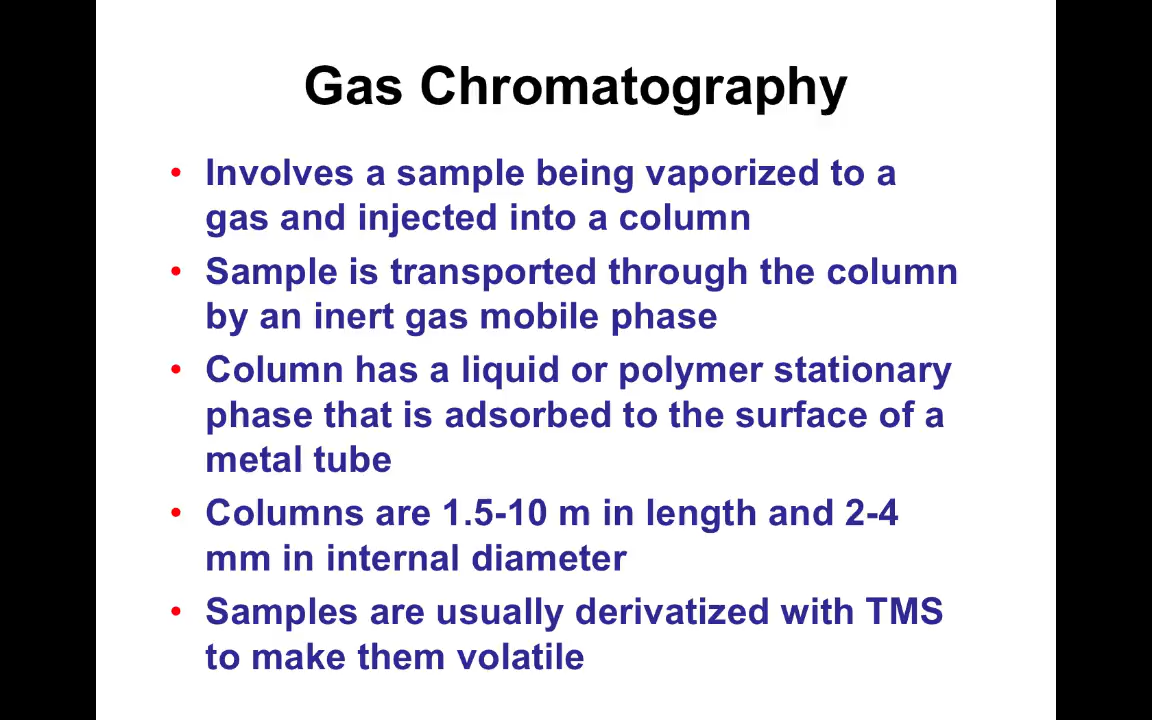 Gas Chromatography
• Involves a sample being vaporized to a
gas and injected into a column
• Sample is transported through the column
by an inert gas mobile phase
• Column has a liquid or polymer stationary
phase that is adsorbed to the surface of a
metal tube
• Columns are 1.5-10 m in length and 2-4
mm in internal diameter
• Samples are usually derivatized with TMS
to make them volatile